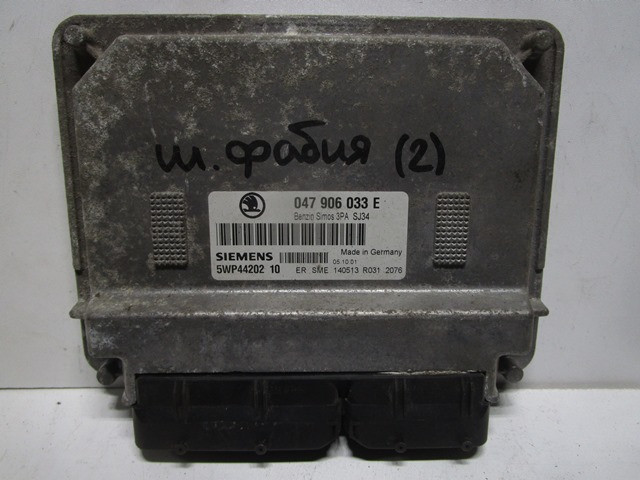 ш. фабия (2)
047 906 033 E
Benzin Simos 3PA SJ34
SIEMENS
Made in Germany
05.10.01
5WP44202 10
ER SME 140513 R031 2076